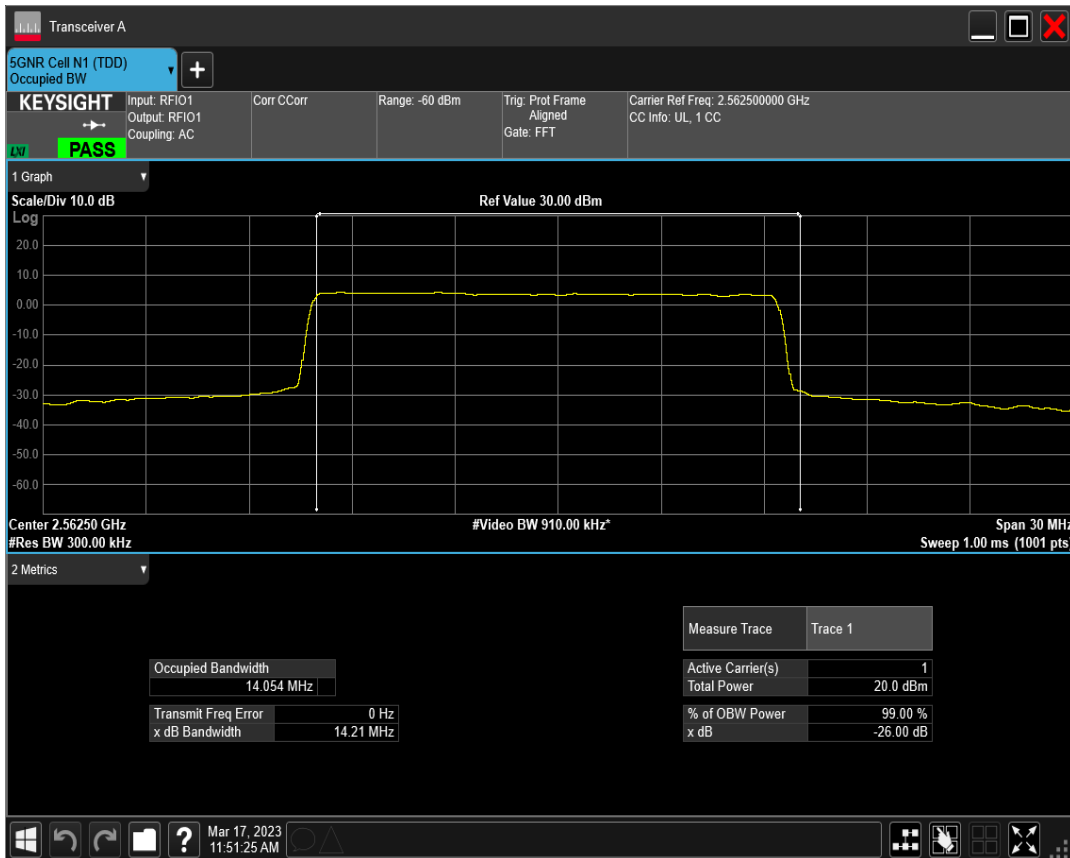 Transceiver A
5GNR Cell N1 (TDD)
Occupied BW
+
KEYSIGHT
LXI
PASS
Input: RFIO1
Output: RFIO1
Coupling: AC
Corr CCorr
Range: -60 dBm
Trig: Prot Frame
Aligned
Gate: FFT
Carrier Ref Freq: 2.562500000 GHz
CC Info: UL, 1 CC
1 Graph
Scale/Div 10.0 dB
Ref Value 30.00 dBm
Log
20.0
10.0
0.00
-10.0
-20.0
-30.0
-40.0
-50.0
-60.0
Center 2.56250 GHz
#Video BW 910.00 kHz*
Span 30 MHz
#Res BW 300.00 kHz
Sweep 1.00 ms (1001 pts)
2 Metrics
Measure Trace Trace 1
Occupied Bandwidth
14.054 MHz
Active Carrier(s) 1
Total Power 20.0 dBm
Transmit Freq Error 0 Hz
x dB Bandwidth 14.21 MHz
% of OBW Power 99.00 %
x dB -26.00 dB
?
Mar 17, 2023
11:51:25 AM